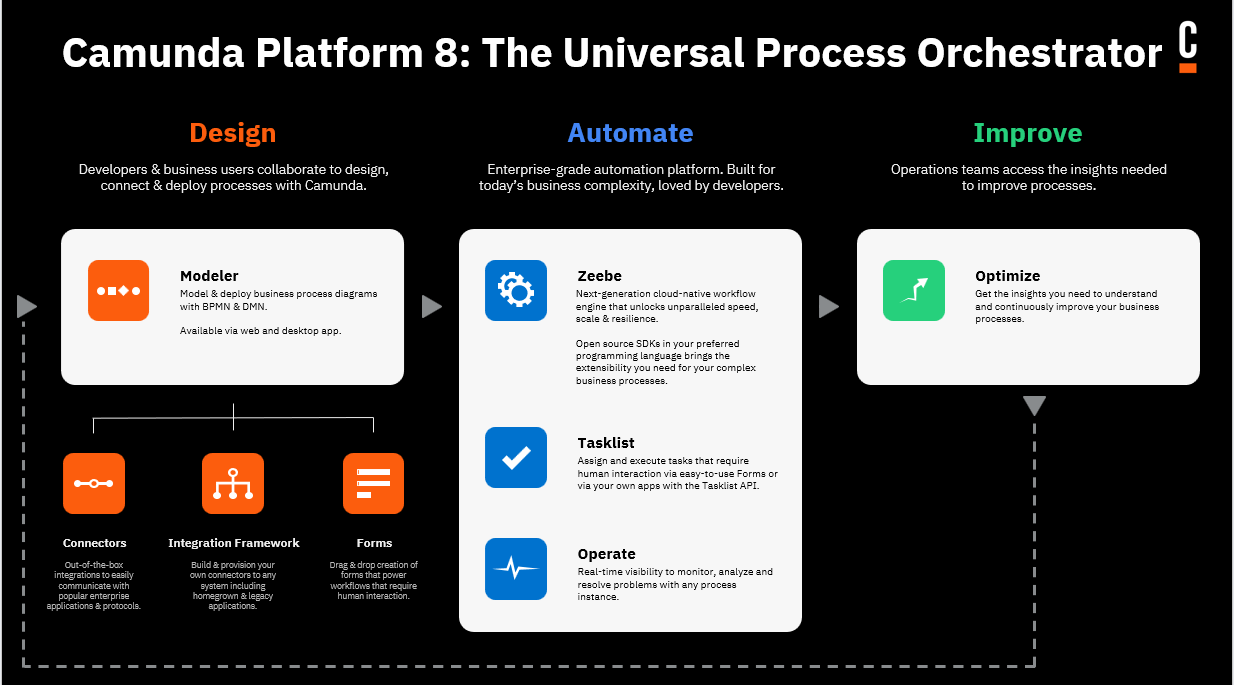 Camunda Platform 8: The Universal Process Orchestrator
C
Design
Developers & business users collaborate to design,
connect & deploy processes with Camunda.
Modeler
Model & deploy business process diagrams
with BPMN & DMN.
Available via web and desktop app.
Connectors
Out-of-the-box
integrations to easily
communicate with
popular enterprise
applications & protocols.
Integration Framework
Build & provision your
own connectors to any
system including
homegrown & legacy
applications.
Forms
Drag & drop creation of
forms that power
workflows that require
human interaction.
Automate
Enterprise-grade automation platform. Built for
today's business complexity, loved by developers.
Zeebe
Next-generation cloud-native workflow
engine that unlocks unparalleled speed,
scale & resilience.
Open source SDKs in your preferred
programming language brings the
extensibility you need for your complex
business processes.
Tasklist
Assign and execute tasks that require
human interaction via easy-to-use Forms or
via your own apps with the Tasklist API.
Operate
Real-time visibility to monitor, analyze and
resolve problems with any process
instance.
Improve
Operations teams access the insights needed
to improve processes.
Optimize
Get the insights you need to understand
and continuously improve your business
processes.